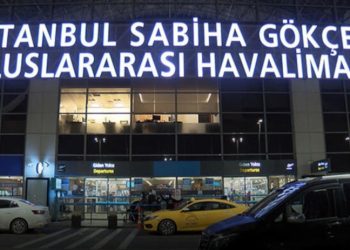 TANBUL SABİHA GÖKÇE
ULUSLARARASI HAVALİMA
Giden Yolcu
Departures
Giden Yolcu
Departures